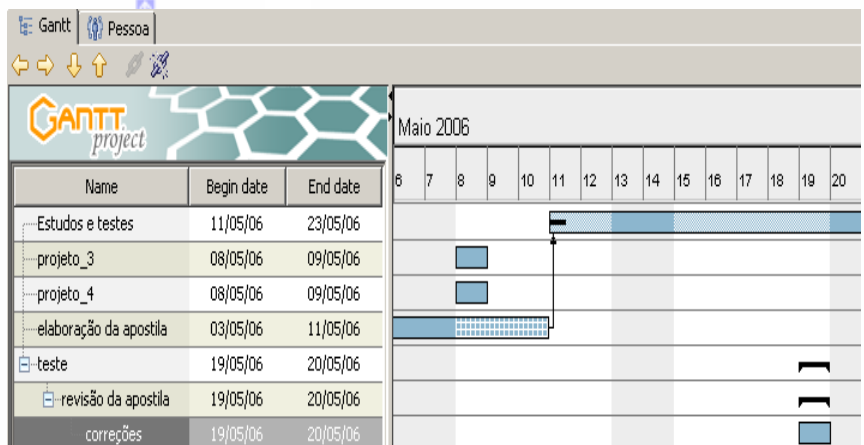 Gantt Pessoa
GANTT
project
Maio 2006
Name Begin date End date 6 7 8 9 10 11 12 13 14 15 16 17 18 19 20
Estudos e testes 11/05/06 23/05/06
projeto_3 08/05/06 09/05/06
projeto_4 08/05/06 09/05/06
elaboração da apostila 03/05/06 11/05/06
teste 19/05/06 20/05/06
revisão da apostila 19/05/06 20/05/06
correções 19/05/06 20/05/06